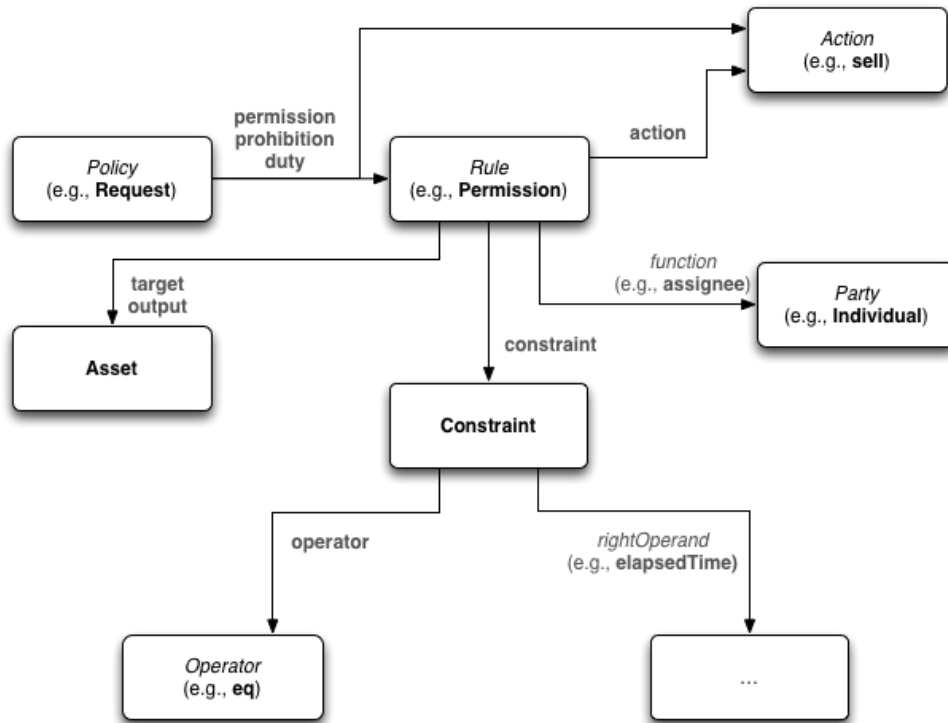 Action
(e.g., sell)
permission
prohibition
duty
action
Policy
(e.g., Request)
Rule
(e.g., Permission)
function
(e.g., assignee)
Party
(e.g., Individual)
target
output
Asset
constraint
Constraint
operator
rightOperand
(e.g., elapsedTime)
Operator
(e.g., eq)
...